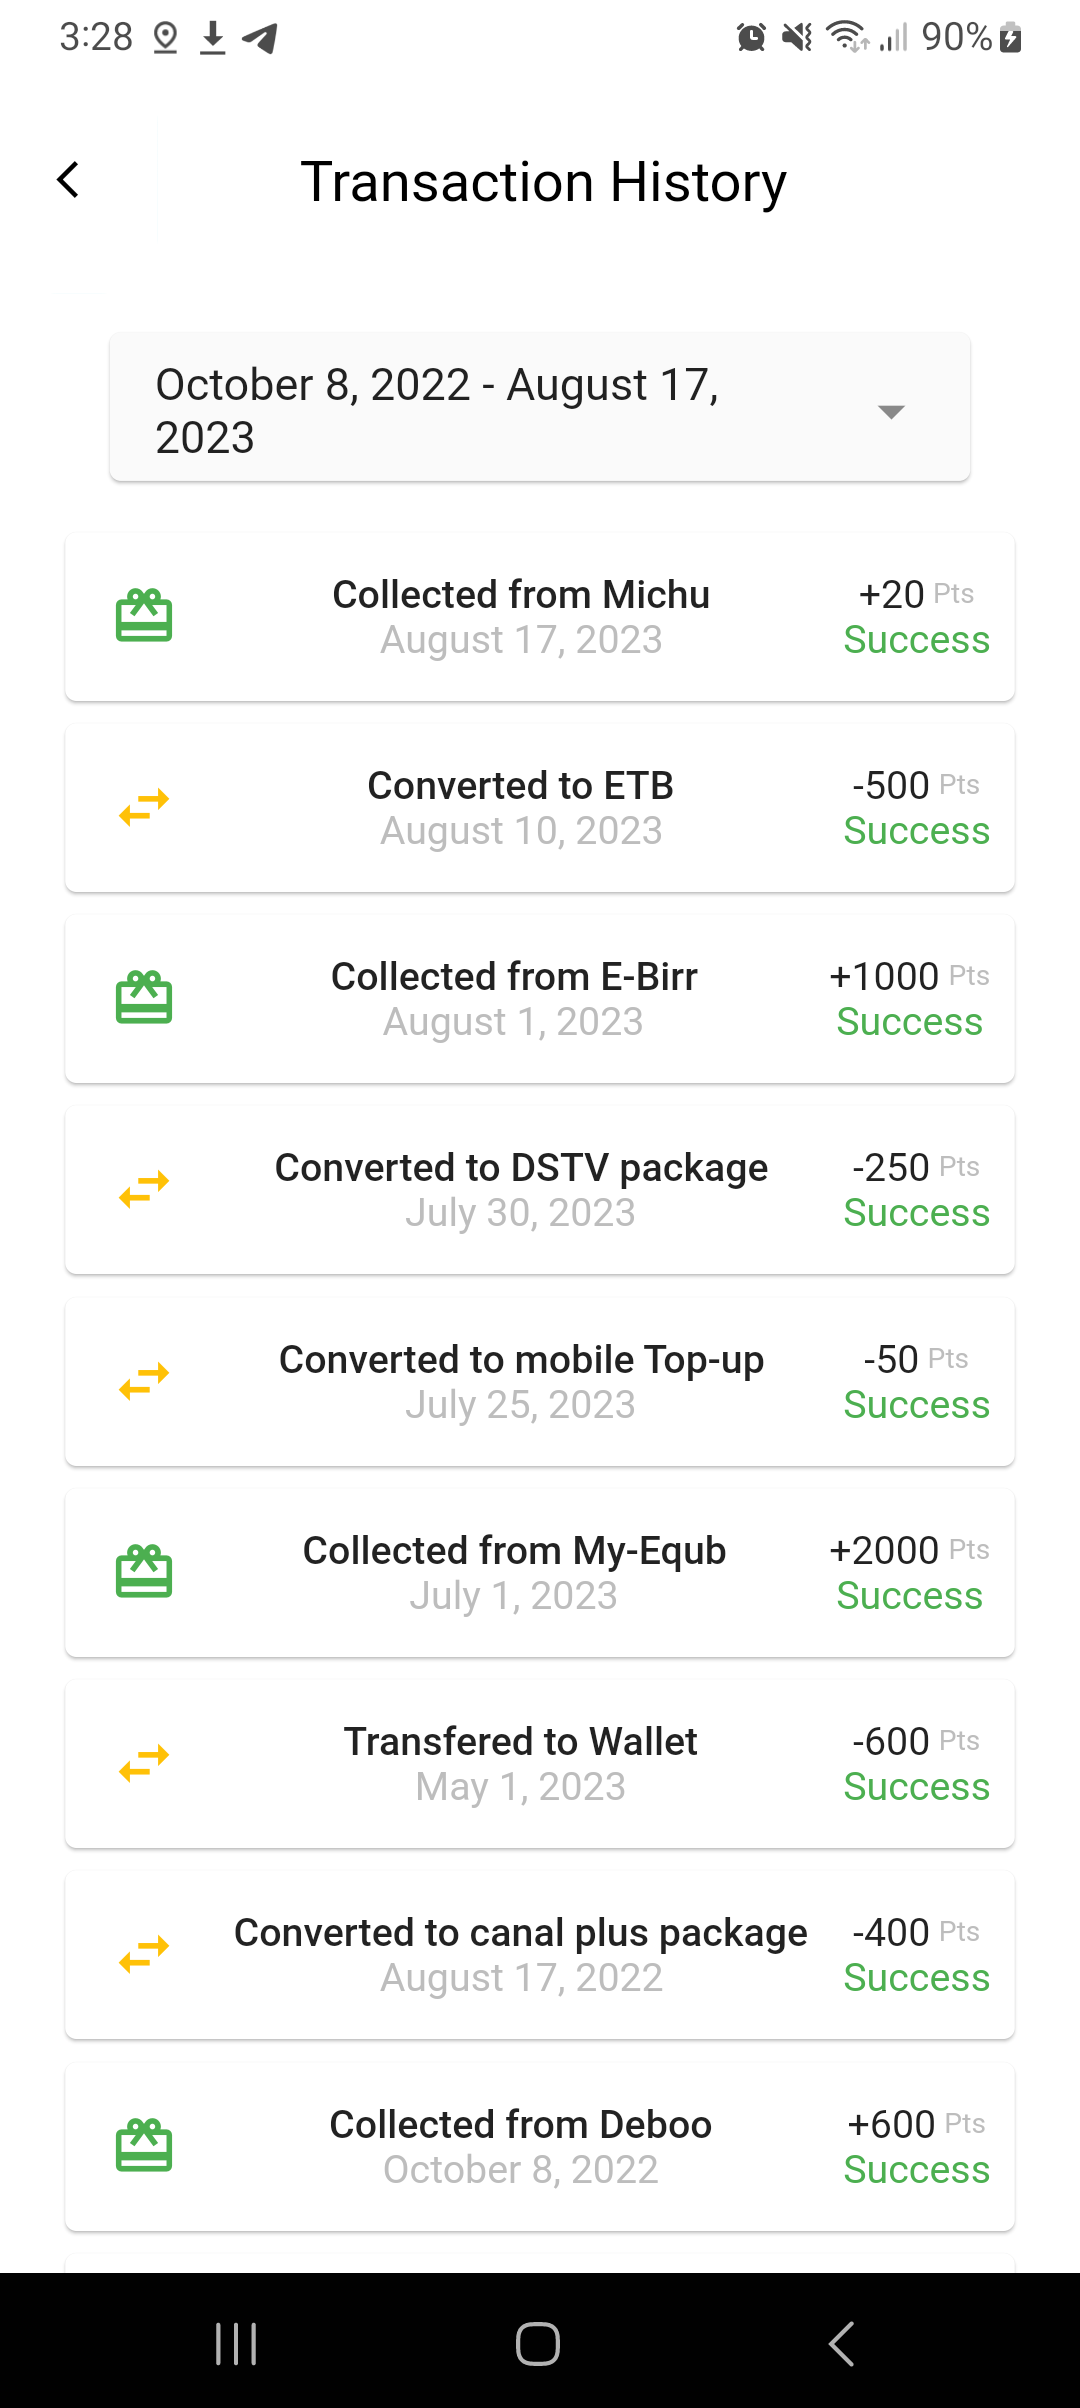 3:28
90%
Transaction History
October 8, 2022 - August 17,
2023
Collected from Michu
+20 Pts
August 17, 2023
Success
Converted to ETB
-500 Pts
August 10, 2023
Success
Collected from E-Birr
+1000 Pts
August 1, 2023
Success
Converted to DSTV package
-250 Pts
July 30, 2023
Success
Converted to mobile Top-up
-50 Pts
July 25, 2023
Success
Collected from My-Equb
+2000 Pts
July 1, 2023
Success
Transfered to Wallet
-600 Pts
May 1, 2023
Success
Converted to canal plus package
-400 Pts
August 17, 2022
Success
Collected from Deboo
+600 Pts
October 8, 2022
Success